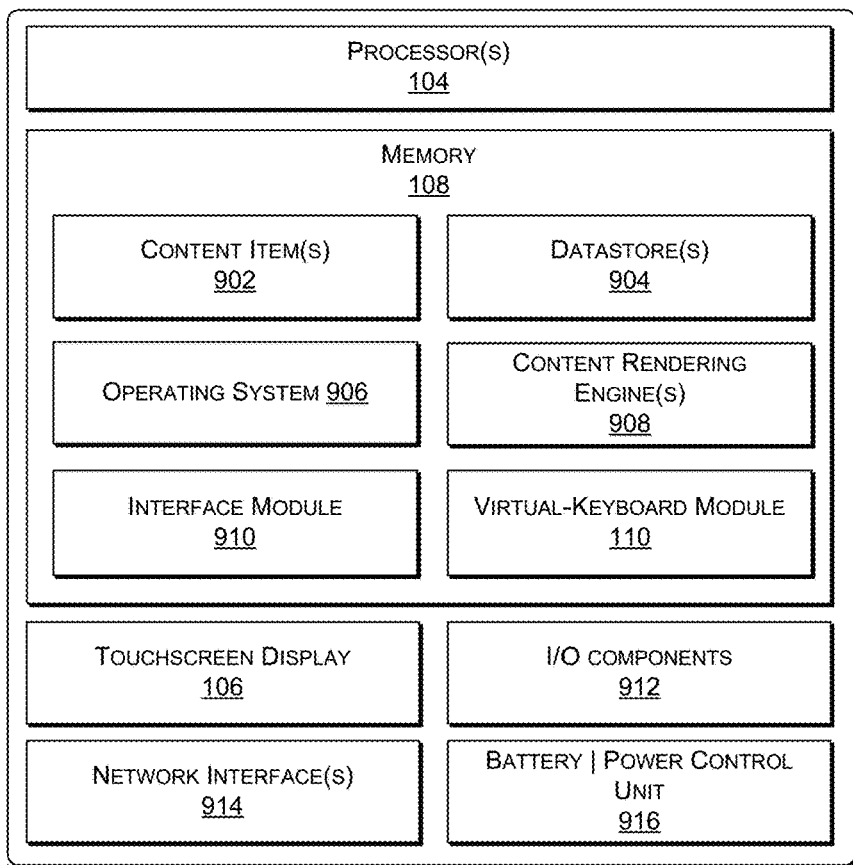 PROCESSOR(S)
104
MEMORY
108
CONTENT ITEM(S)
902
DATASTORE(S)
904
OPERATING SYSTEM 906
CONTENT RENDERING
ENGINE(S)
908
INTERFACE MODULE
910
VIRTUAL-KEYBOARD MODULE
110
TOUCHSCREEN DISPLAY
106
I/O COMPONENTS
912
NETWORK INTERFACE(S)
914
BATTERY | POWER CONTROL
UNIT
916